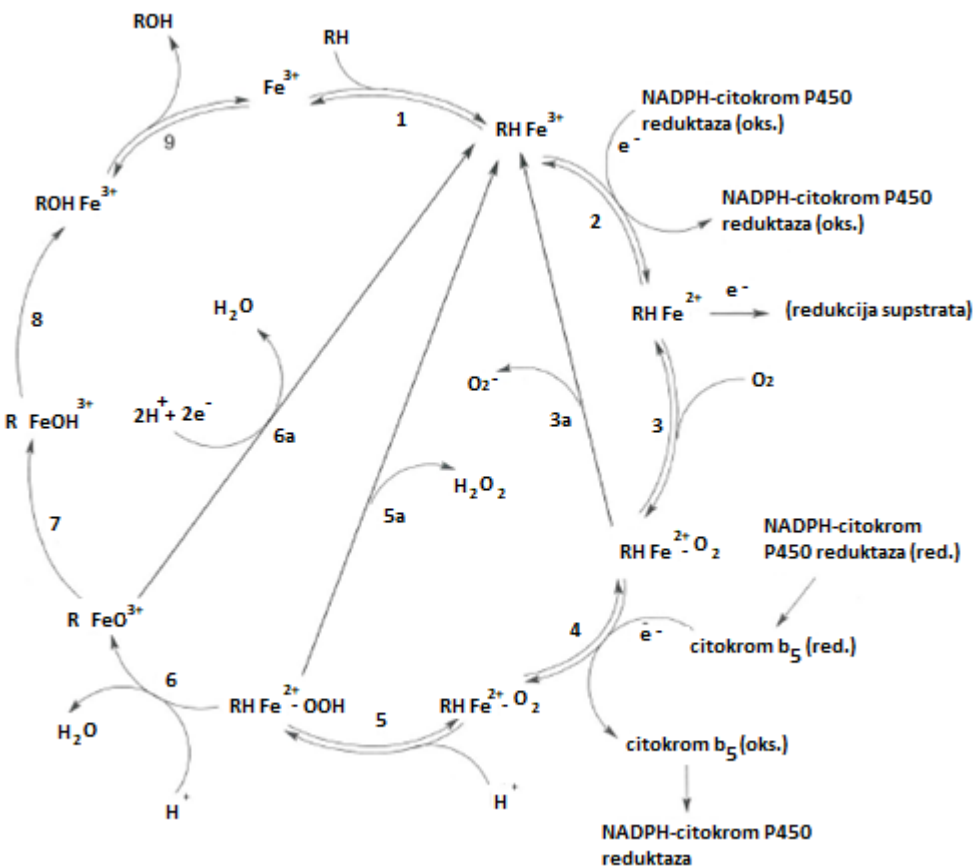 ROH
RH
Fe³⁺
1
9
RH Fe³⁺
NADPH-citokrom P450
reduktaza (oks.)
e⁻
2
NADPH-citokrom P450
reduktaza (oks.)
ROH Fe³⁺
8
H₂O
RH Fe²⁺
e⁻
(redukcija supstrata)
O₂⁻
3a
3
O₂
R FeOH³⁺
2H⁺ + 2e⁻
6a
5a
H₂O₂
7
RH Fe²⁺- O₂
NADPH-citokrom
P450 reduktaza (red.)
R FeO³⁺
4
e⁻
citokrom b₅ (red.)
6
RH Fe²⁺- OOH
5
RH Fe²⁺- O₂
H₂O
H⁺
H⁺
citokrom b₅ (oks.)
NADPH-citokrom P450
reduktaza